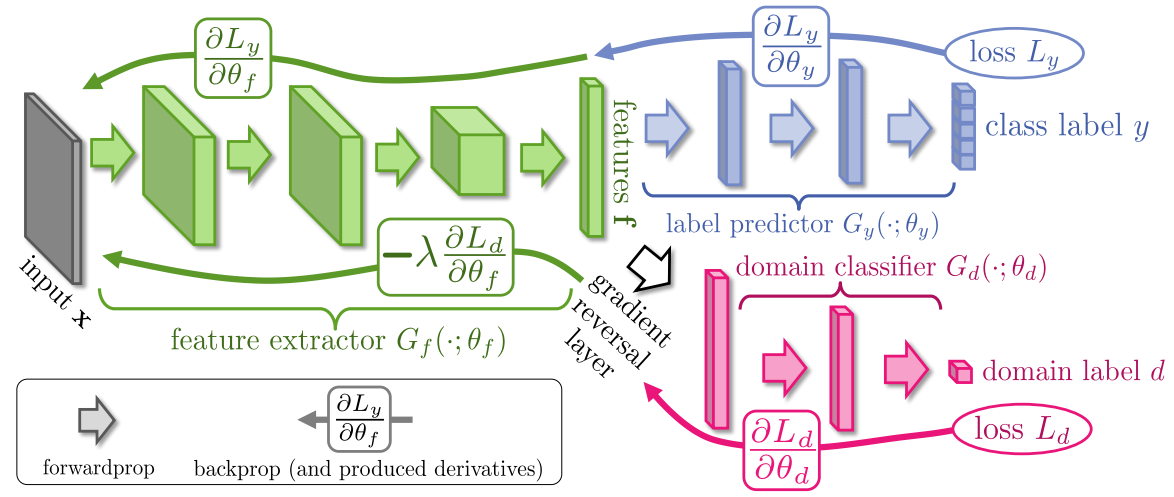 ∂L_y/∂θ_f
∂L_y/∂θ_y
loss L_y
class label y
features f
label predictor G_y(·; θ_y)
input x
−λ ∂L_d/∂θ_f
gradient
reversal
layer
feature extractor G_f(·; θ_f)
domain classifier G_d(·; θ_d)
domain label d
loss L_d
∂L_d/∂θ_d
∂L_y/∂θ_f
forwardprop
backprop (and produced derivatives)